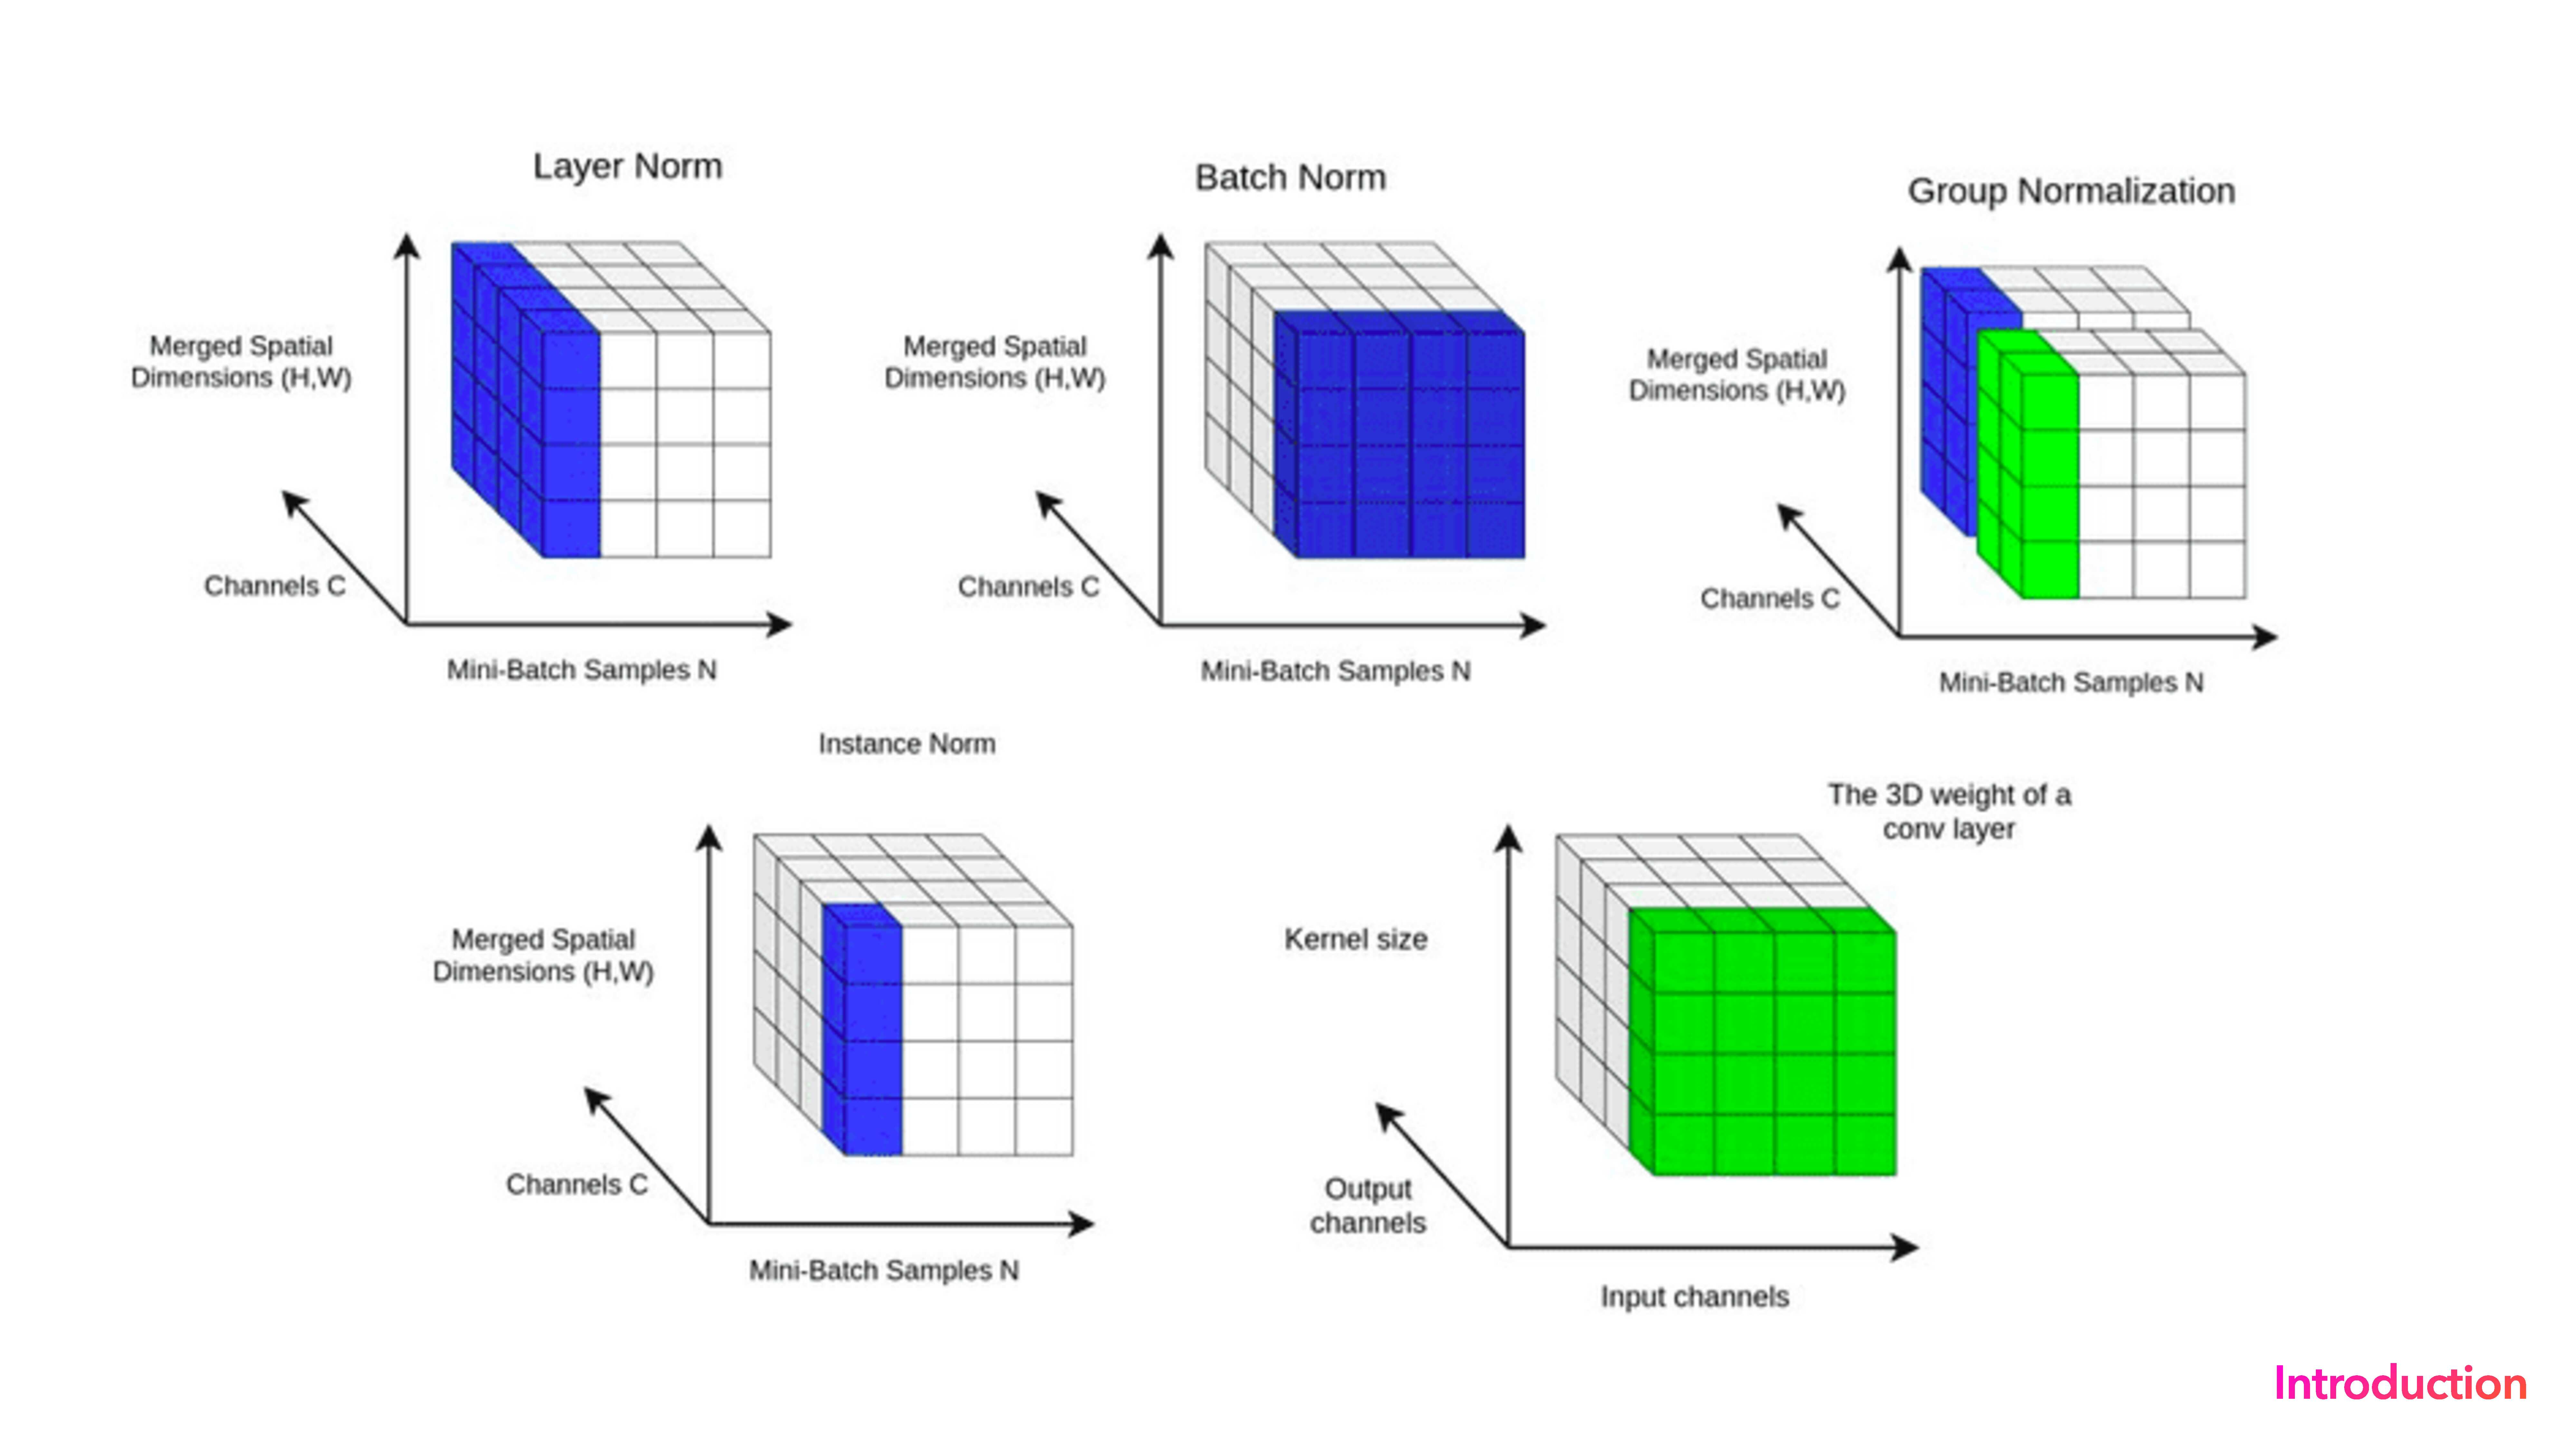 Layer Norm
Merged Spatial
Dimensions (H,W)
Channels C
Mini-Batch Samples N
Batch Norm
Merged Spatial
Dimensions (H,W)
Channels C
Mini-Batch Samples N
Group Normalization
Merged Spatial
Dimensions (H,W)
Channels C
Mini-Batch Samples N
Instance Norm
Merged Spatial
Dimensions (H,W)
Channels C
Mini-Batch Samples N
The 3D weight of a
conv layer
Kernel size
Output
channels
Input channels
Introduction